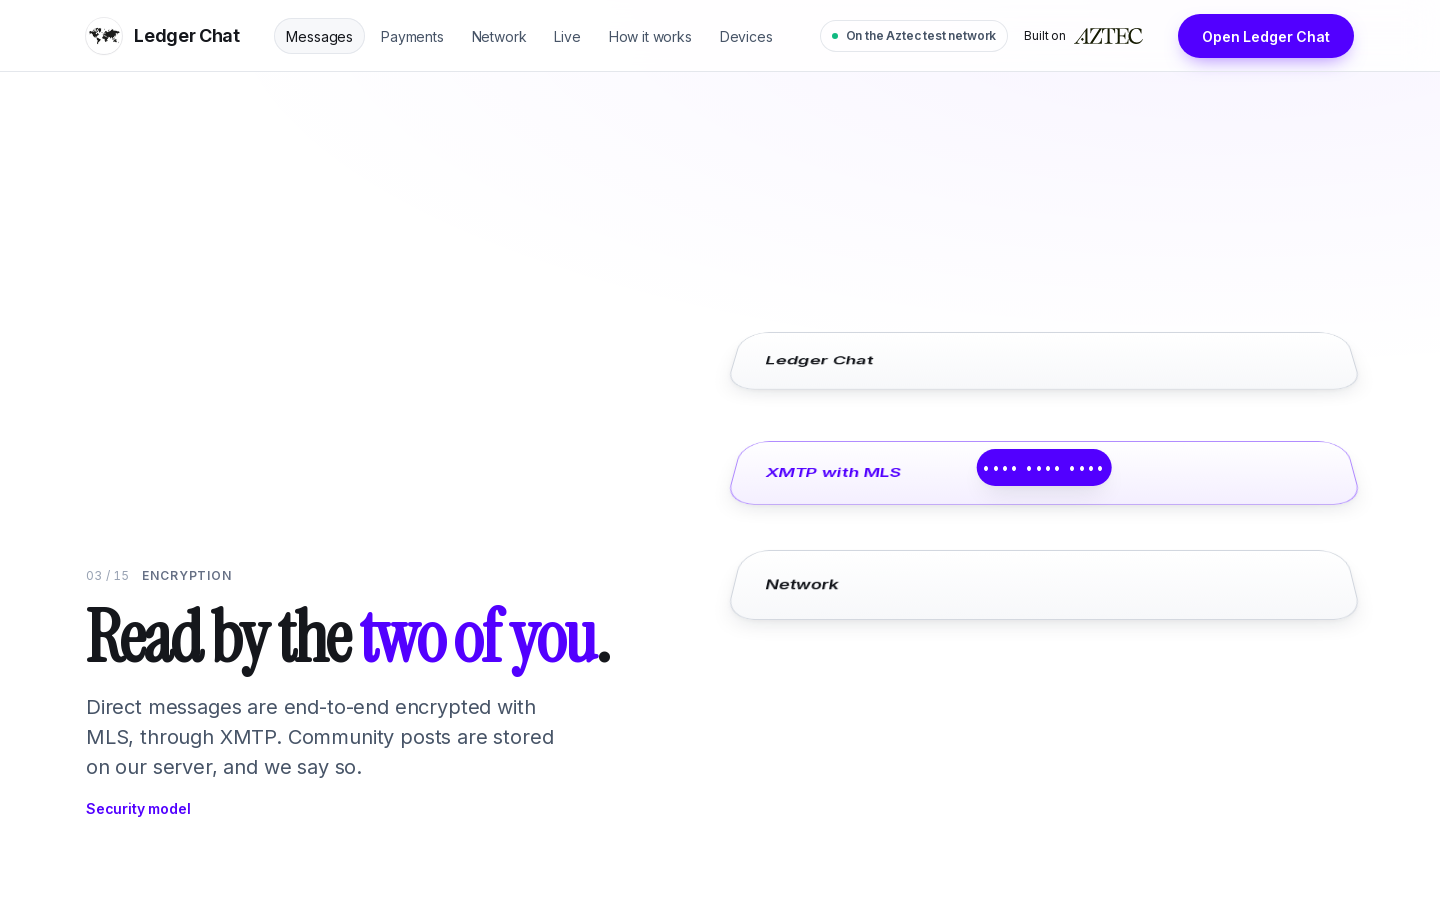 Ledger Chat
Messages
Payments
Network
Live
How it works
Devices
On the Aztec test network
Built on AZTEC
Open Ledger Chat
Ledger Chat
XMTP with MLS
•••• •••• ••••
Network
03 / 15 ENCRYPTION
Read by the two of you.
Direct messages are end-to-end encrypted with
MLS, through XMTP. Community posts are stored
on our server, and we say so.
Security model